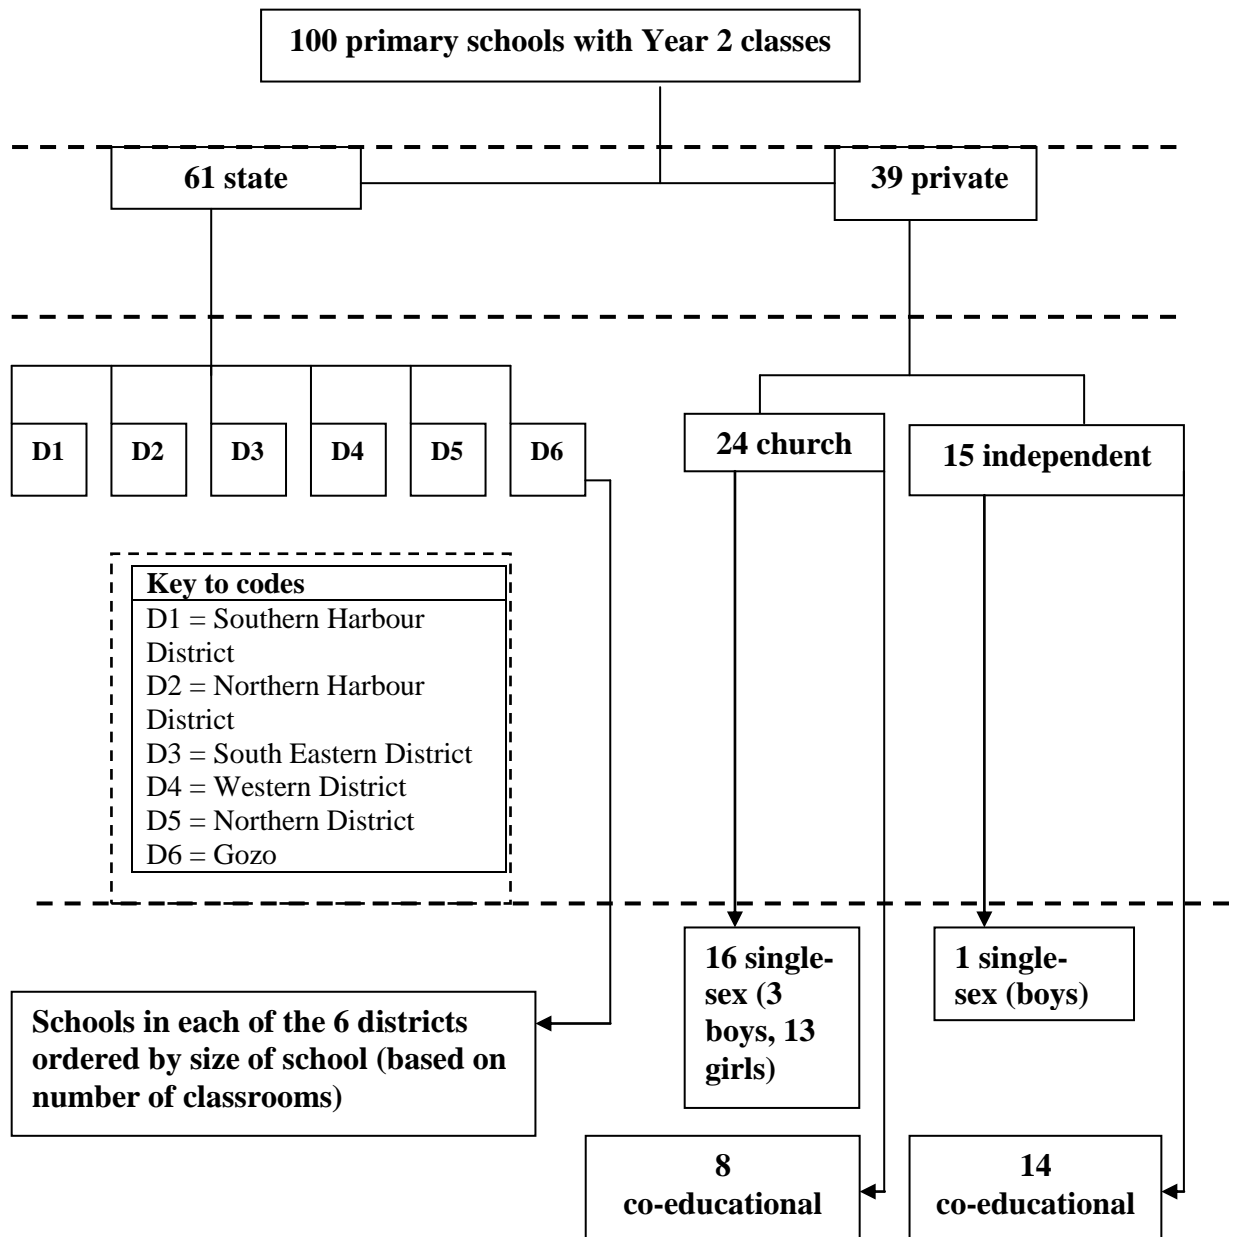 100 primary schools with Year 2 classes
61 state
39 private
D1
D2
D3
D4
D5
D6
24 church
15 independent
Key to codes
D1 = Southern Harbour
District
D2 = Northern Harbour
District
D3 = South Eastern District
D4 = Western District
D5 = Northern District
D6 = Gozo
Schools in each of the 6 districts
ordered by size of school (based on
number of classrooms)
16 single-
sex (3
boys, 13
girls)
1 single-
sex (boys)
8
co-educational
14
co-educational